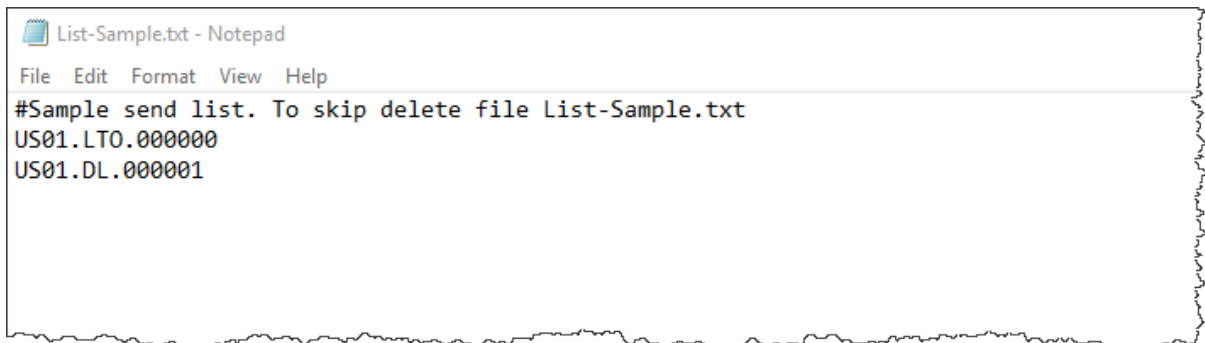 List-Sample.txt - Notepad
File Edit Format View Help
#Sample send list. To skip delete file List-Sample.txt
US01.LTO.000000
US01.DL.000001